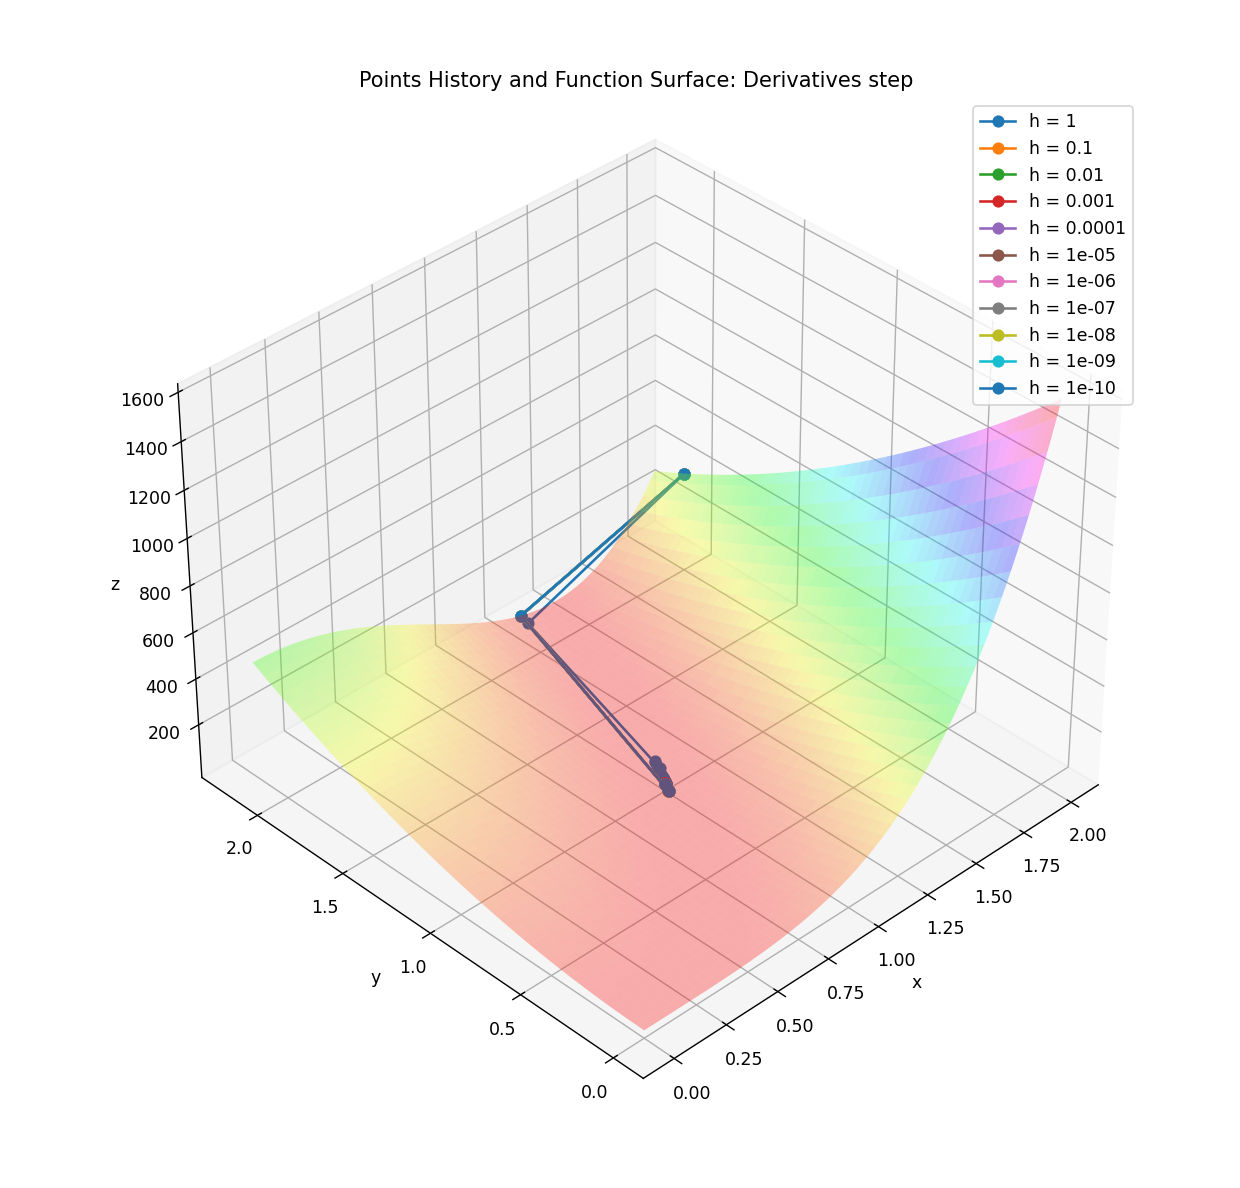 Points History and Function Surface: Derivatives step
h = 1
h = 0.1
h = 0.01
h = 0.001
h = 0.0001
h = 1e-05
h = 1e-06
h = 1e-07
h = 1e-08
h = 1e-09
h = 1e-10
1600
1400
1200
1000
800
600
400
200
z
2.0
1.5
1.0
0.5
0.0
y
0.00
0.25
0.50
0.75
1.00
1.25
1.50
1.75
2.00
x